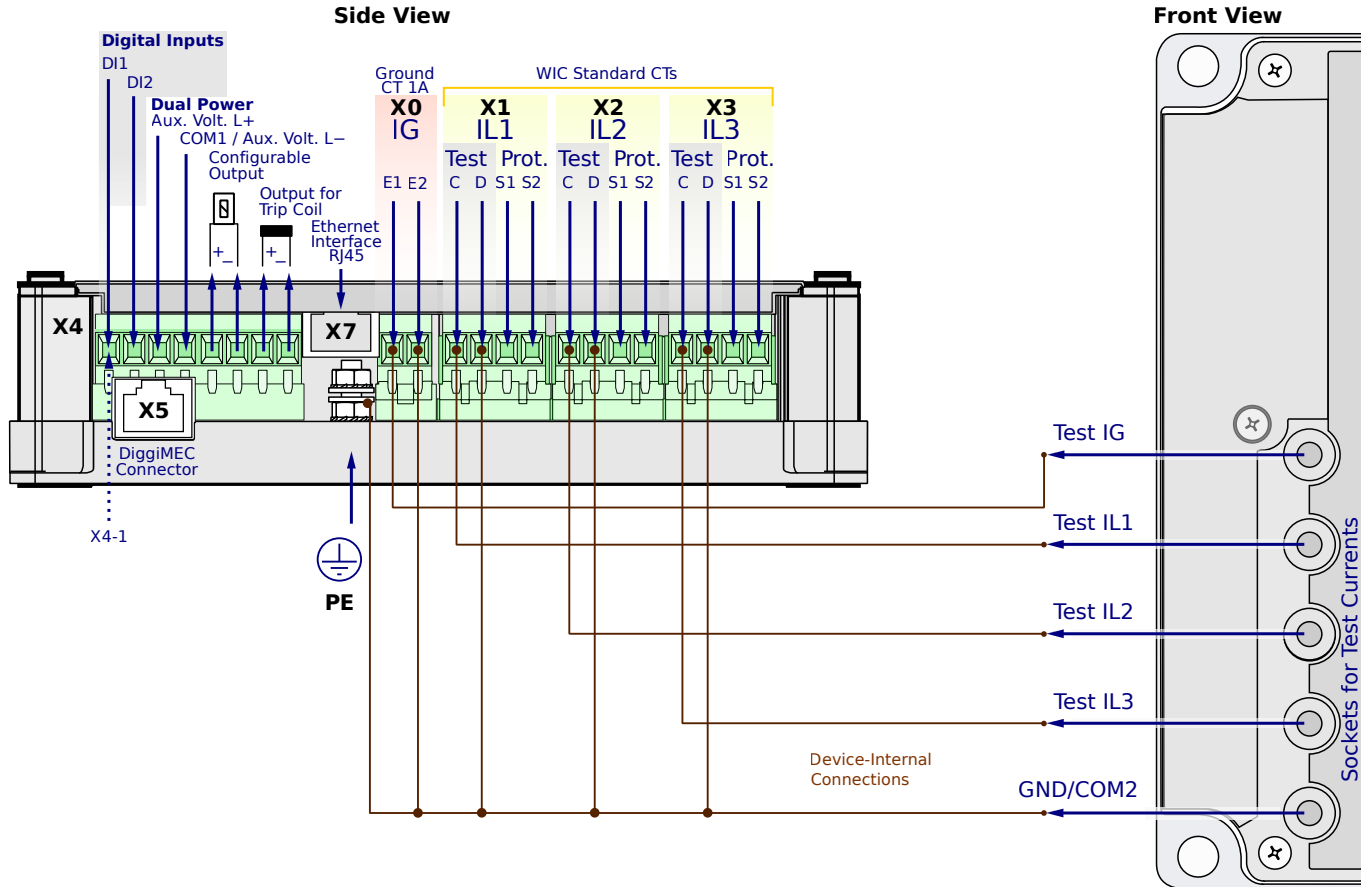 Side View
Front View
Digital Inputs
DI1
DI2
Dual Power
Aux. Volt. L+
COM1 / Aux. Volt. L−
Configurable
Output
Output for
Trip Coil
+ −
+ −
Ethernet
Interface
RJ45
Ground
CT 1A
X0
IG
E1 E2
WIC Standard CTs
X1
IL1
Test Prot.
C D S1 S2
X2
IL2
Test Prot.
C D S1 S2
X3
IL3
Test Prot.
C D S1 S2
X4
X7
X5
DiggiMEC
Connector
X4-1
PE
Test IG
Test IL1
Test IL2
Test IL3
GND/COM2
Device-Internal
Connections
Sockets for Test Currents